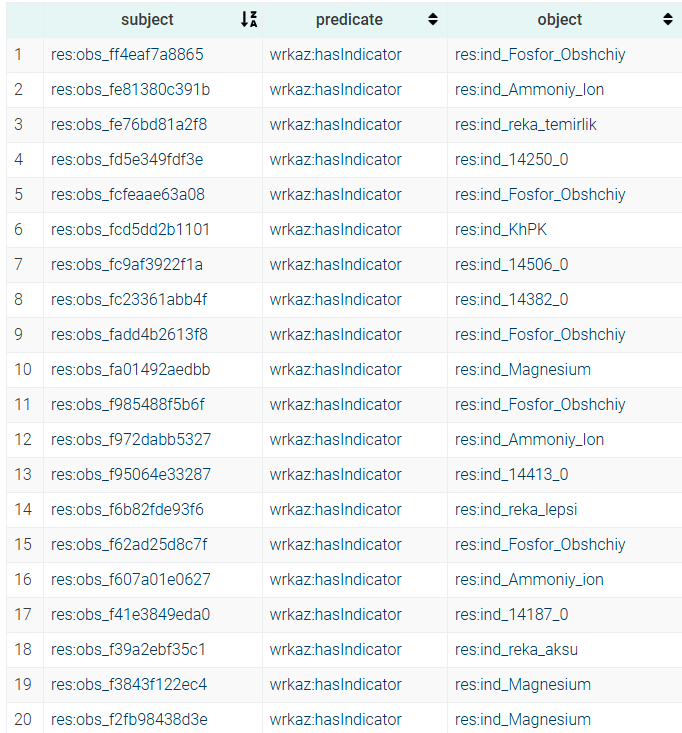 subject predicate object
1 res:obs_ff4eaf7a8865 wrkaz:hasIndicator res:ind_Fosfor_Obshchiy
2 res:obs_fe81380c391b wrkaz:hasIndicator res:ind_Ammoniy_Ion
3 res:obs_fe76bd81a2f8 wrkaz:hasIndicator res:ind_reka_temirlik
4 res:obs_fd5e349fdf3e wrkaz:hasIndicator res:ind_14250_0
5 res:obs_fcfeaae63a08 wrkaz:hasIndicator res:ind_Fosfor_Obshchiy
6 res:obs_fcd5dd2b1101 wrkaz:hasIndicator res:ind_KhPK
7 res:obs_fc9af3922f1a wrkaz:hasIndicator res:ind_14506_0
8 res:obs_fc23361abb4f wrkaz:hasIndicator res:ind_14382_0
9 res:obs_fadd4b2613f8 wrkaz:hasIndicator res:ind_Fosfor_Obshchiy
10 res:obs_fa01492aedbb wrkaz:hasIndicator res:ind_Magnesium
11 res:obs_f985488f5b6f wrkaz:hasIndicator res:ind_Fosfor_Obshchiy
12 res:obs_f972dabb5327 wrkaz:hasIndicator res:ind_Ammoniy_Ion
13 res:obs_f95064e33287 wrkaz:hasIndicator res:ind_14413_0
14 res:obs_f6b82fde93f6 wrkaz:hasIndicator res:ind_reka_lepsi
15 res:obs_f62ad25d8c7f wrkaz:hasIndicator res:ind_Fosfor_Obshchiy
16 res:obs_f607a01e0627 wrkaz:hasIndicator res:ind_Ammoniy_ion
17 res:obs_f41e3849eda0 wrkaz:hasIndicator res:ind_14187_0
18 res:obs_f39a2ebf35c1 wrkaz:hasIndicator res:ind_reka_aksu
19 res:obs_f3843f122ec4 wrkaz:hasIndicator res:ind_Magnesium
20 res:obs_f2fb98438d3e wrkaz:hasIndicator res:ind_Magnesium